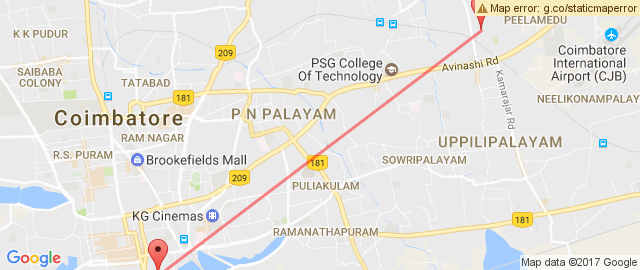 Map error: g.co/staticmaperror
PEELAMEDU
K K PUDUR
209
Coimbatore
International
Airport (CJB)
PSG College
Of Technology
Avinashi Rd
SAIBABA
COLONY
TATABAD
Kamarajar Rd
NEELIKONAMPALAY
181
Coimbatore
P N PALAYAM
RAM NAGAR
UPPILIPALAYAM
R.S. PURAM
Brookefields Mall
181
SOWRIPALAYAM
209
PULIAKULAM
KG Cinemas
181
RAMANATHAPURAM
Google
Map data ©2017 Google